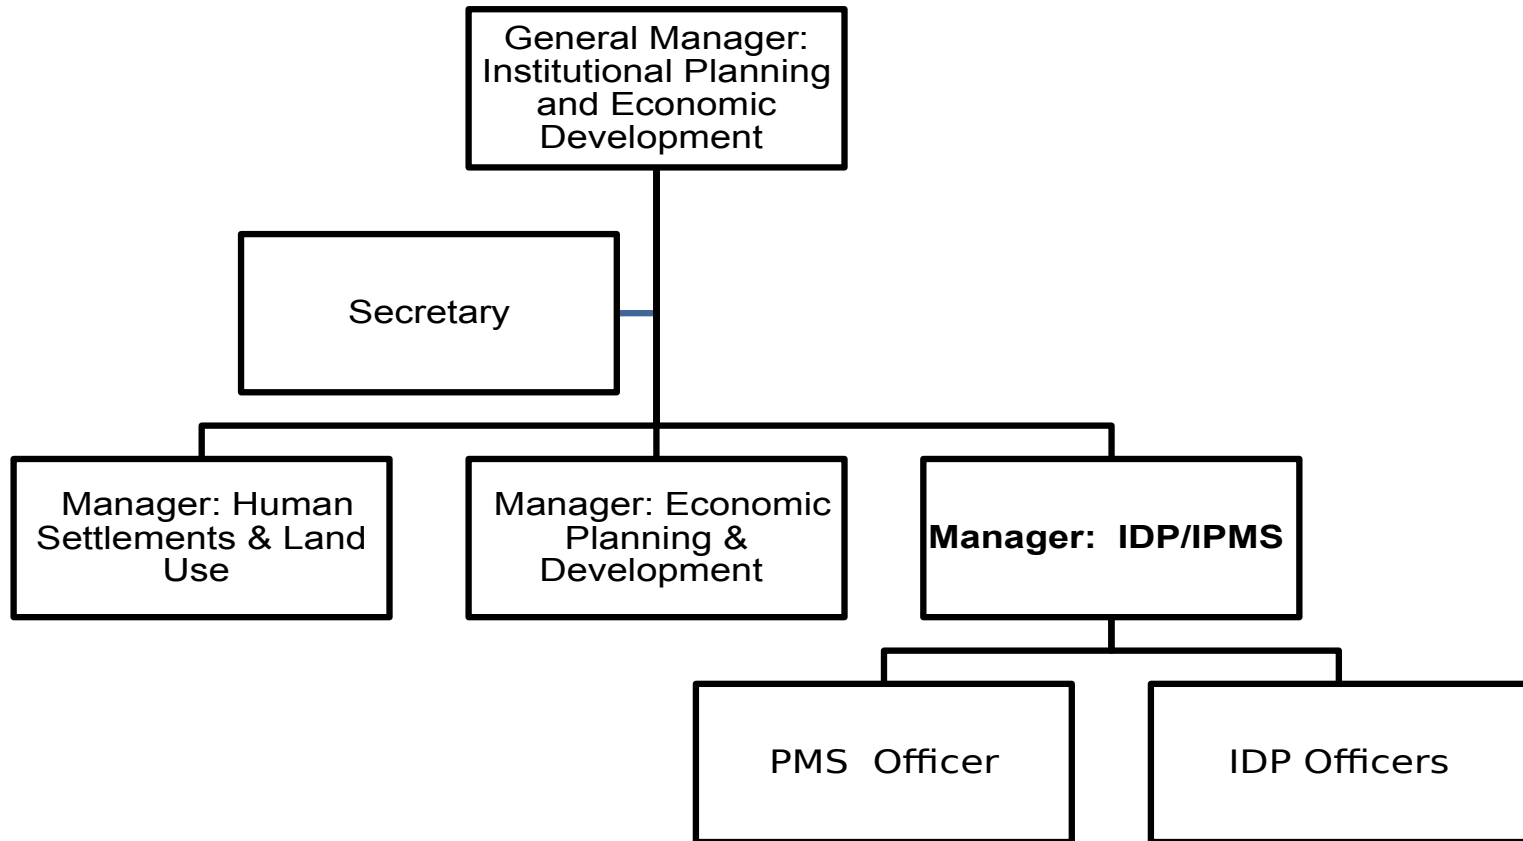 General Manager:
Institutional Planning
and Economic
Development
Secretary
Manager: Human
Settlements & Land
Use
Manager: Economic
Planning &
Development
Manager:  IDP/IPMS
PMS  Officer
IDP Officers